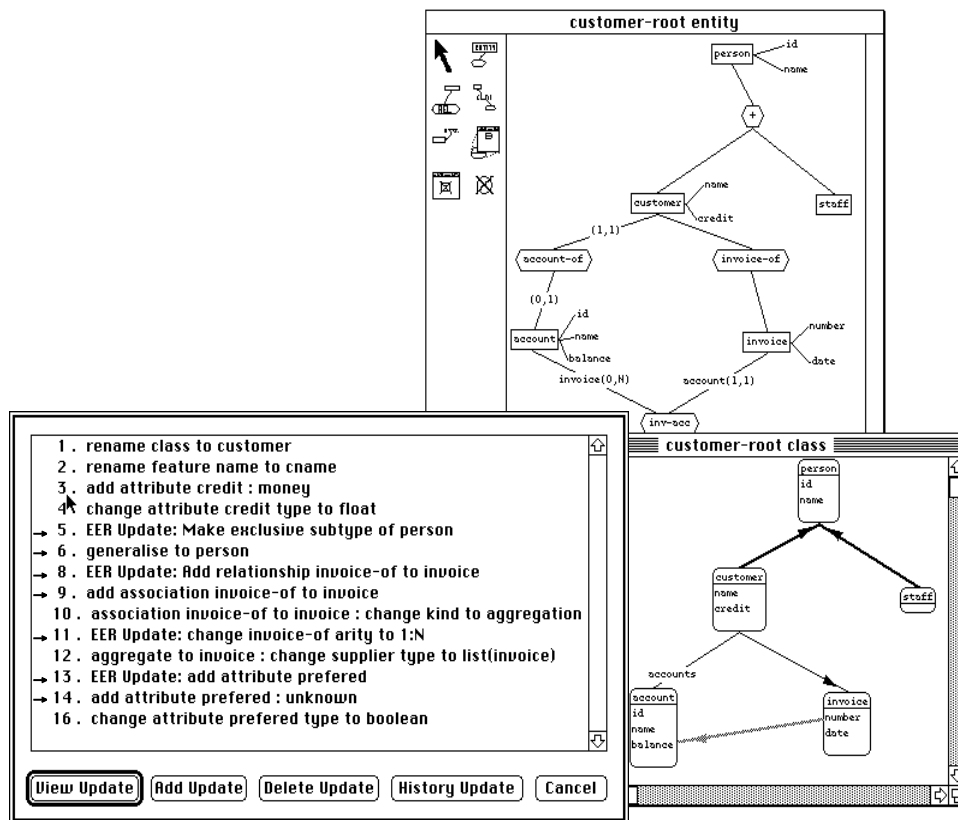 customer-root entity
ENTITY
REL
person
id
name
+
customer
name
credit
staff
(1,1)
account-of
invoice-of
(0,1)
account
id
name
balance
invoice
number
date
invoice(0,N)
account(1,1)
inv-acc
1 . rename class to customer
2 . rename feature name to cname
3 . add attribute credit : money
4 . change attribute credit type to float
5 . EER Update: Make exclusive subtype of person
6 . generalise to person
8 . EER Update: Add relationship invoice-of to invoice
9 . add association invoice-of to invoice
10 . association invoice-of to invoice : change kind to aggregation
11 . EER Update: change invoice-of arity to 1:N
12 . aggregate to invoice : change supplier type to list(invoice)
13 . EER Update: add attribute prefered
14 . add attribute prefered : unknown
16 . change attribute prefered type to boolean
View Update
Add Update
Delete Update
History Update
Cancel
customer-root class
person
id
name
customer
name
credit
staff
accounts
account
id
name
balance
invoice
number
date